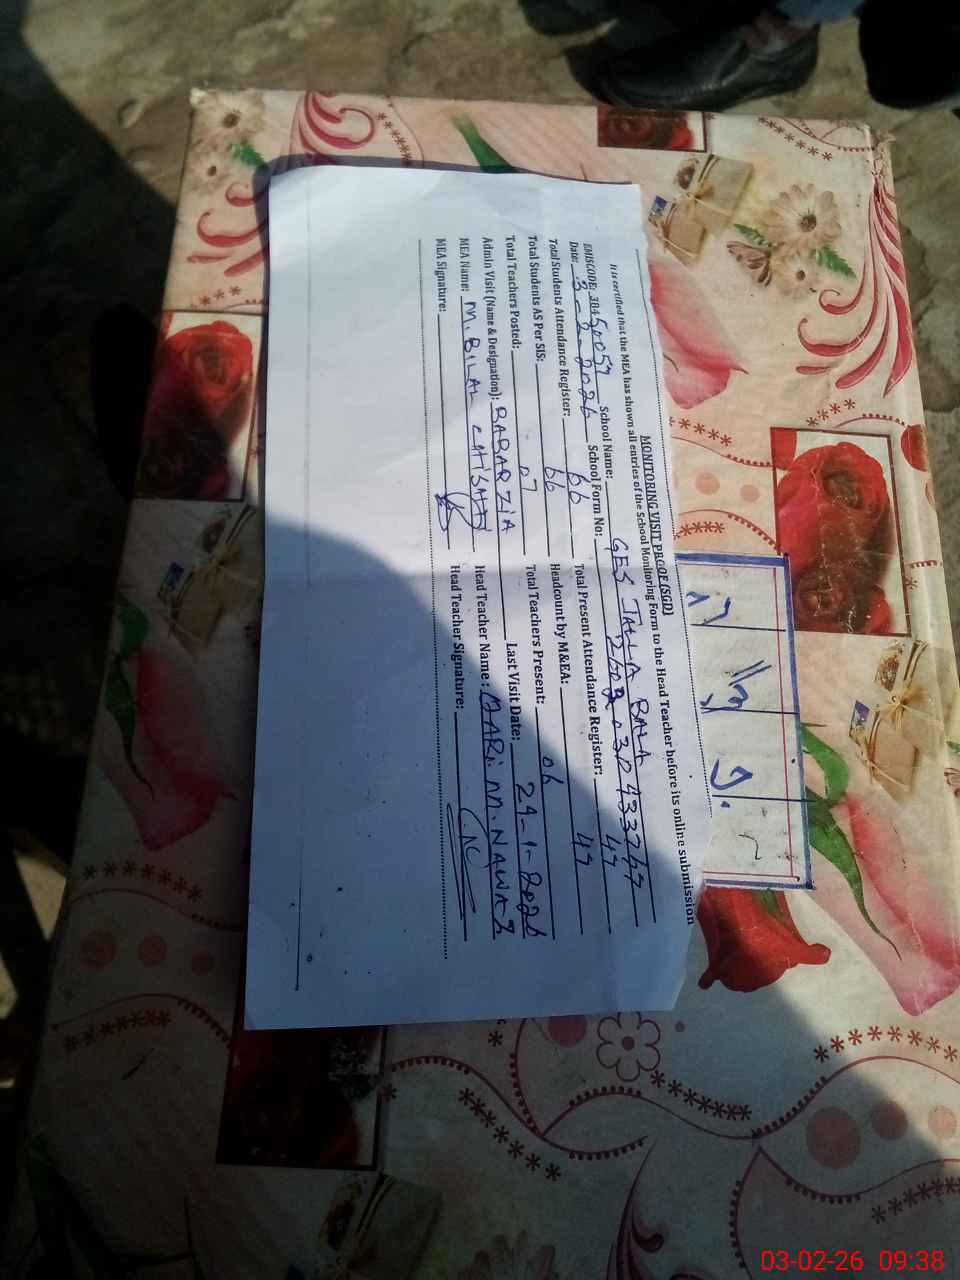 MONITORING VISIT PROOF (SGD)
It is certified that the MEA has shown all entries of the School Monitoring Form to the Head Teacher before its online submission
EMISCODE: 38450057 School Name: GES TALLA BALA
Date: 3-2-2026 School Form No: 260203P433777
Total Students Attendance Register: 66 Total Present Attendance Register: 47
Total Students AS Per SIS: 66 Headcount by M&EA: 47
Total Teachers Posted: 07 Total Teachers Present: 06
Admin Visit (Name & Designation): BABAR ZIA Last Visit Date: 24-1-2026
MEA Name: M. BILAL CHISHTI Head Teacher Name: QARI M. NAWAZ
MEA Signature: Head Teacher Signature:
03-02-26 09:38